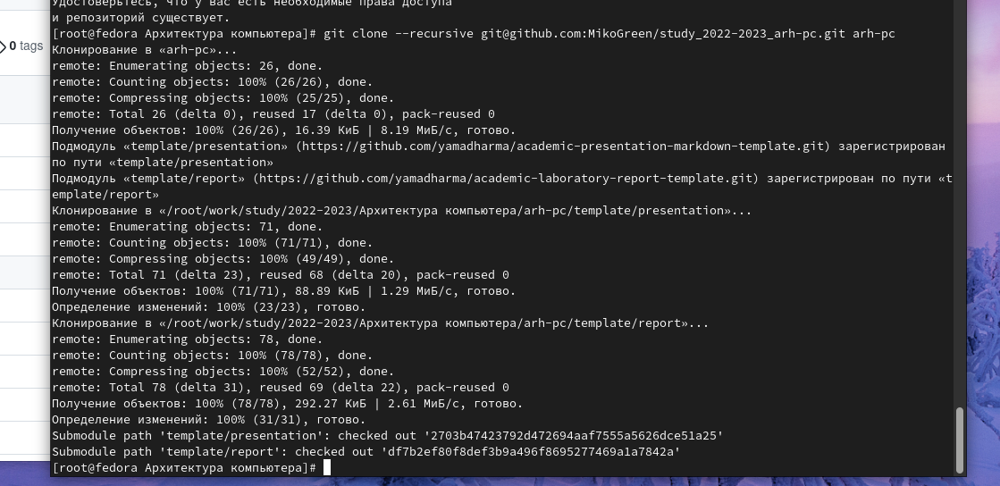 Удостоверьтесь, что у вас есть необходимые права доступа
и репозиторий существует.
0 tags
[root@fedora Архитектура компьютера]# git clone --recursive git@github.com:MikoGreen/study_2022-2023_arh-pc.git arh-pc
Клонирование в «arh-pc»...
remote: Enumerating objects: 26, done.
remote: Counting objects: 100% (26/26), done.
remote: Compressing objects: 100% (25/25), done.
remote: Total 26 (delta 0), reused 17 (delta 0), pack-reused 0
Получение объектов: 100% (26/26), 16.39 КиБ | 8.19 МиБ/с, готово.
Подмодуль «template/presentation» (https://github.com/yamadharma/academic-presentation-markdown-template.git) зарегистрирован
по пути «template/presentation»
Подмодуль «template/report» (https://github.com/yamadharma/academic-laboratory-report-template.git) зарегистрирован по пути «t
emplate/report»
Клонирование в «/root/work/study/2022-2023/Архитектура компьютера/arh-pc/template/presentation»...
remote: Enumerating objects: 71, done.
remote: Counting objects: 100% (71/71), done.
remote: Compressing objects: 100% (49/49), done.
remote: Total 71 (delta 23), reused 68 (delta 20), pack-reused 0
Получение объектов: 100% (71/71), 88.89 КиБ | 1.29 МиБ/с, готово.
Определение изменений: 100% (23/23), готово.
Клонирование в «/root/work/study/2022-2023/Архитектура компьютера/arh-pc/template/report»...
remote: Enumerating objects: 78, done.
remote: Counting objects: 100% (78/78), done.
remote: Compressing objects: 100% (52/52), done.
remote: Total 78 (delta 31), reused 69 (delta 22), pack-reused 0
Получение объектов: 100% (78/78), 292.27 КиБ | 2.61 МиБ/с, готово.
Определение изменений: 100% (31/31), готово.
Submodule path 'template/presentation': checked out '2703b47423792d472694aaf7555a5626dce51a25'
Submodule path 'template/report': checked out 'df7b2ef80f8def3b9a496f8695277469a1a7842a'
[root@fedora Архитектура компьютера]#